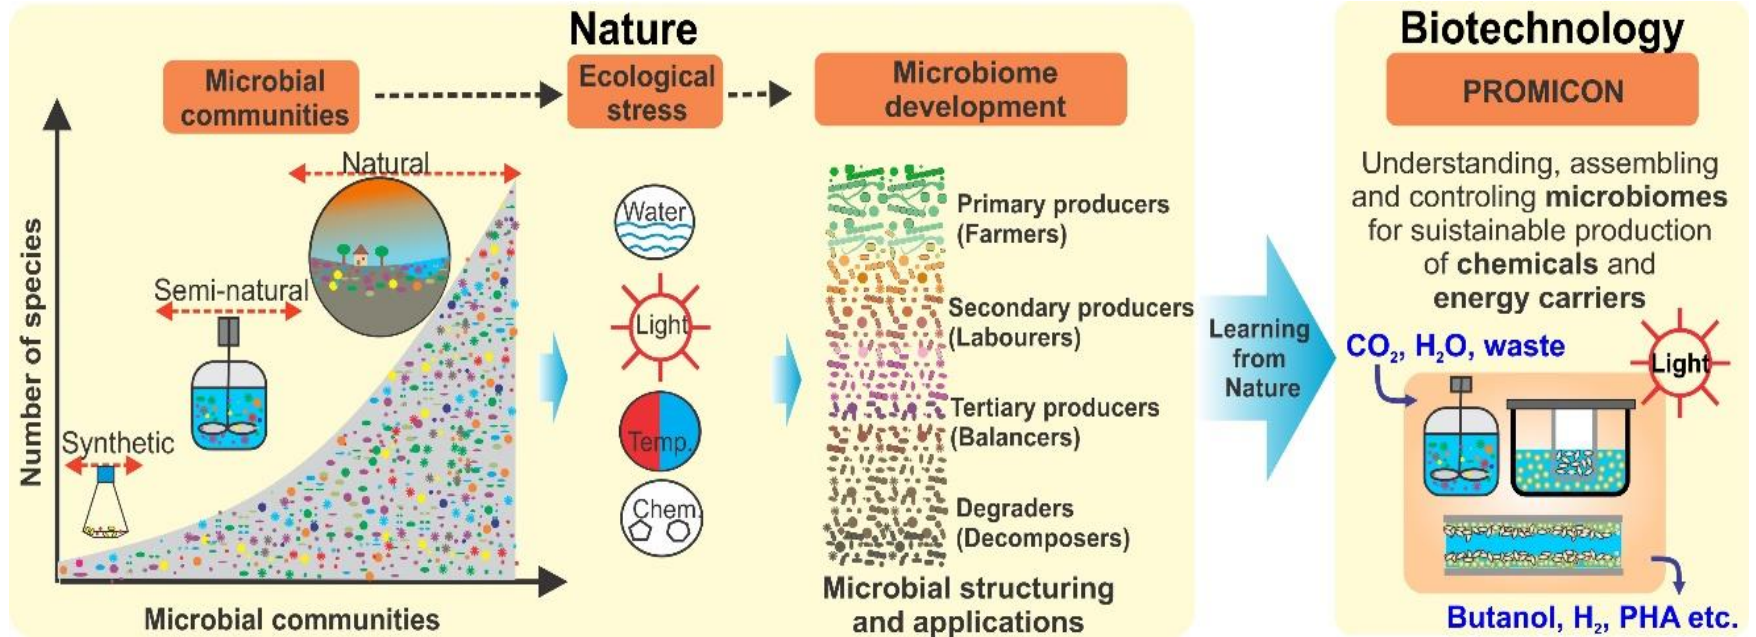 Nature
Microbial
communities
Ecological
stress
Microbiome
development
Number of species
Natural
Semi-natural
Synthetic
Microbial communities
Water
Light
Temp.
Chem.
Primary producers
(Farmers)
Secondary producers
(Labourers)
Tertiary producers
(Balancers)
Degraders
(Decomposers)
Microbial structuring
and applications
Learning
from
Nature
Biotechnology
PROMICON
Understanding, assembling
and controling microbiomes
for suistainable production
of chemicals and
energy carriers
CO₂, H₂O, waste
Light
Butanol, H₂, PHA etc.